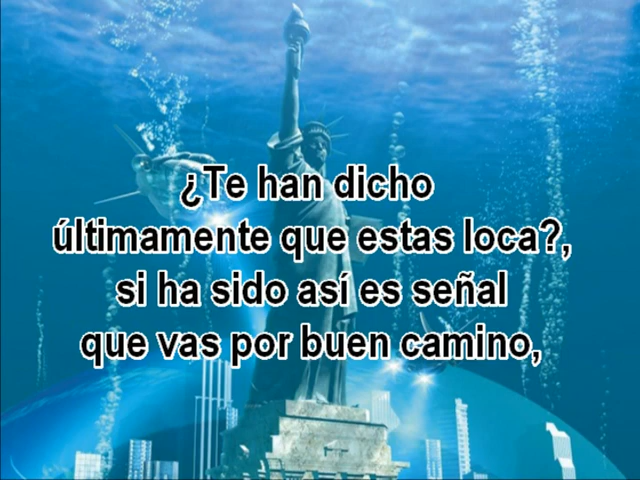 ¿Te han dicho
últimamente que estas loca?,
si ha sido así es señal
que vas por buen camino,